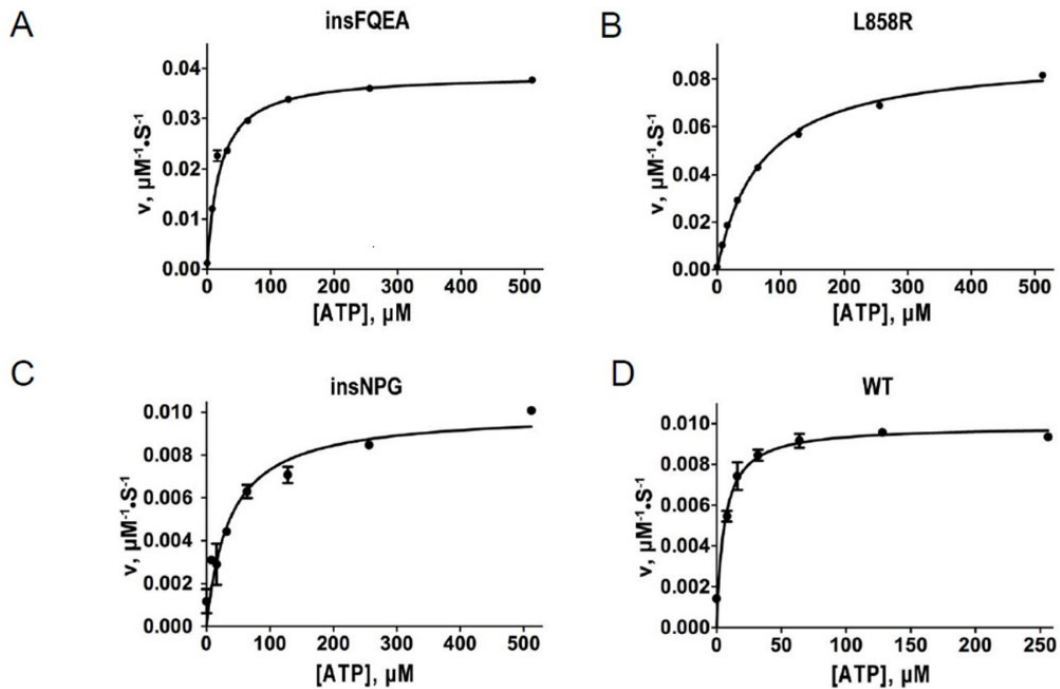 A
insFQEA
v, µM⁻¹•S⁻¹
0.04
0.03
0.02
0.01
0.00
0 100 200 300 400 500
[ATP], µM
B
L858R
v, µM⁻¹•S⁻¹
0.08
0.06
0.04
0.02
0.00
0 100 200 300 400 500
[ATP], µM
C
insNPG
v, µM⁻¹•S⁻¹
0.010
0.008
0.006
0.004
0.002
0.000
0 100 200 300 400 500
[ATP], µM
D
WT
v, µM⁻¹•S⁻¹
0.010
0.008
0.006
0.004
0.002
0.000
0 50 100 150 200 250
[ATP], µM